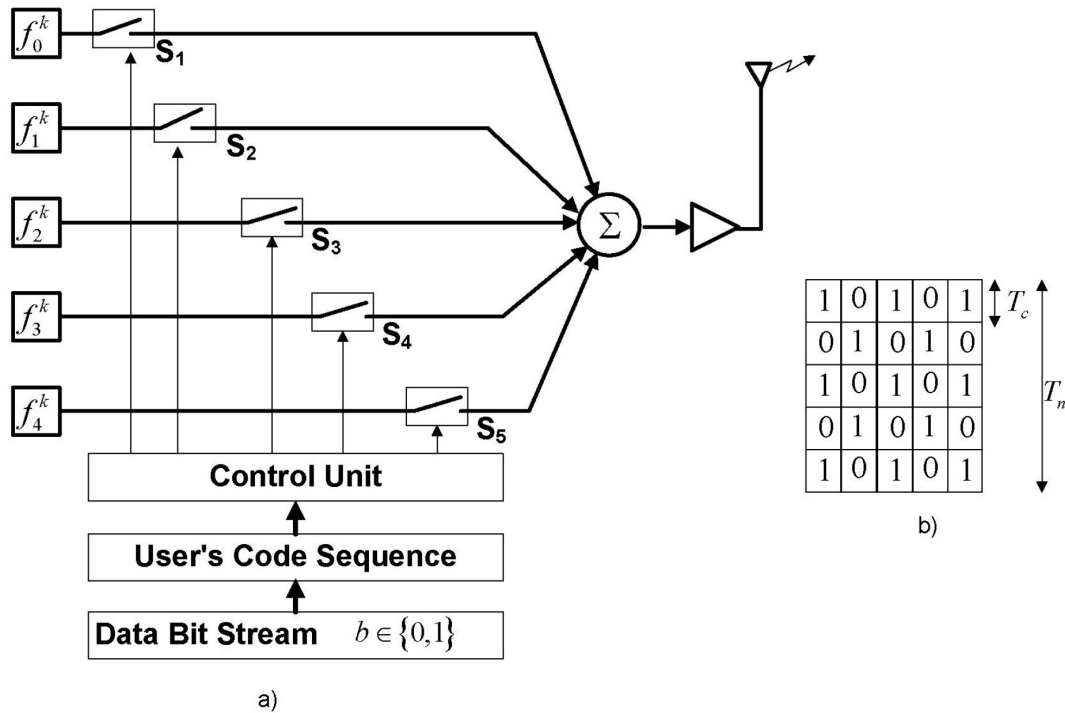 f_0^k
S1
f_1^k
S2
f_2^k
S3
Σ
f_3^k
S4
f_4^k
S5
Control Unit
User's Code Sequence
Data Bit Stream b ∈ {0,1}
a)
1 0 1 0 1
T_c
0 1 0 1 0
1 0 1 0 1
T_n
0 1 0 1 0
1 0 1 0 1
b)